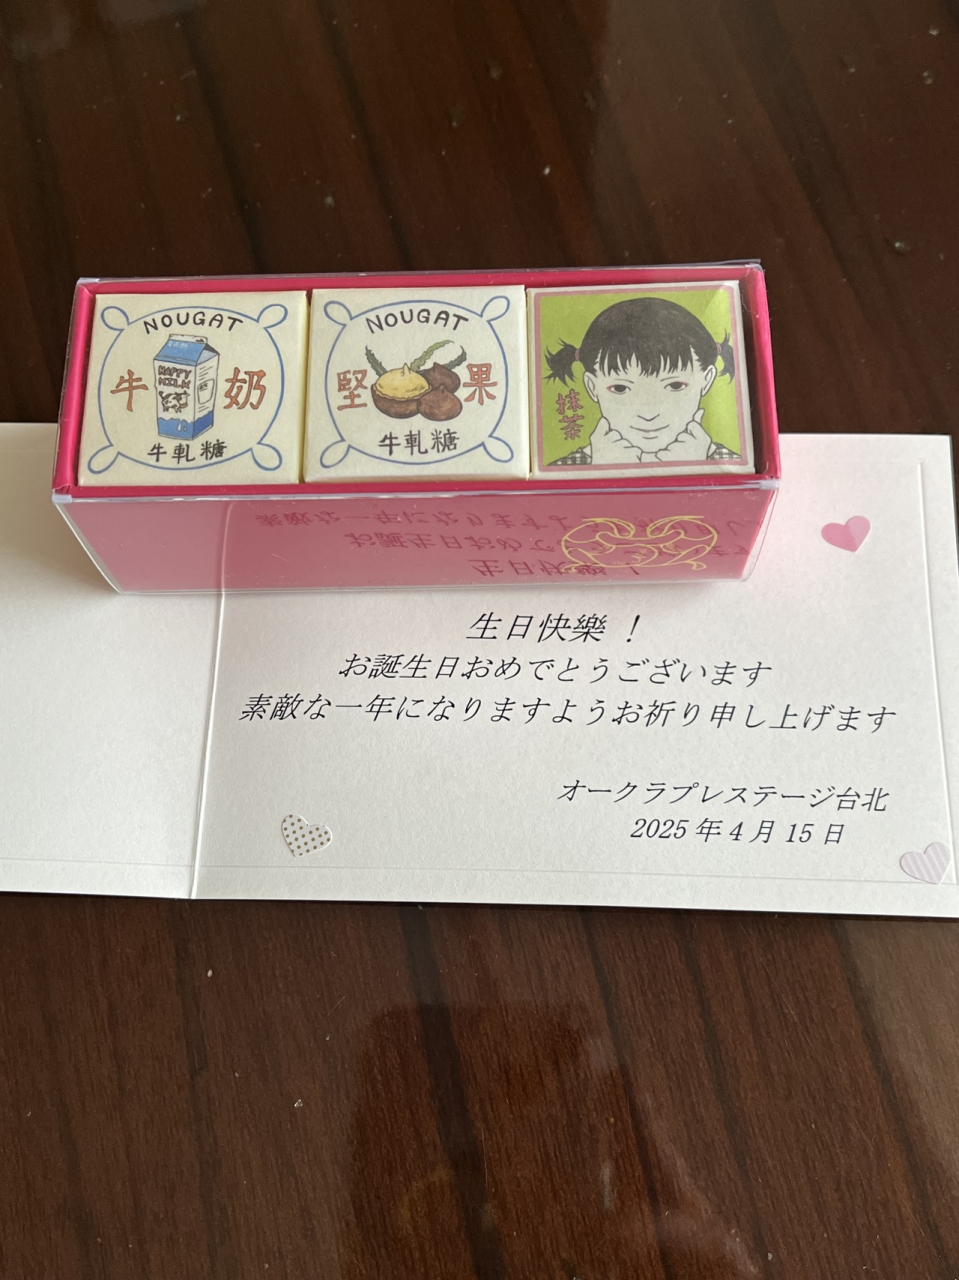 NOUGAT
牛奶
HAPPY
MILK
牛軋糖
NOUGAT
堅果
牛軋糖
抹茶
生日快樂 !
お誕生日おめでとうございます
素敵な一年になりますようお祈り申し上げます
オークラプレステージ台北
2025 年 4 月 15 日